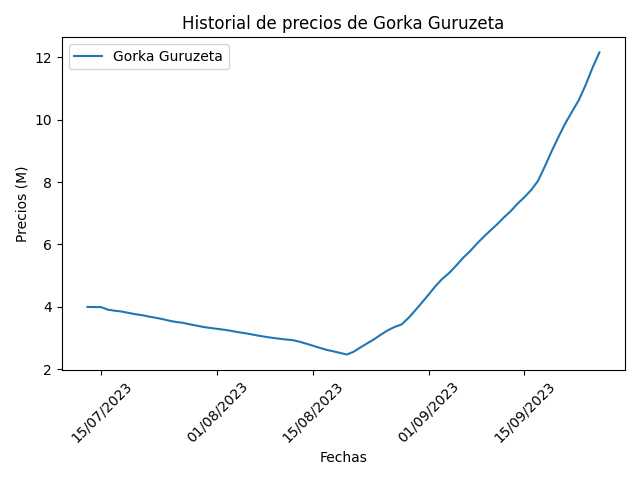 Historial de precios de Gorka Guruzeta
Gorka Guruzeta
Precios (M)
12
10
8
6
4
2
15/07/2023
01/08/2023
15/08/2023
01/09/2023
15/09/2023
Fechas